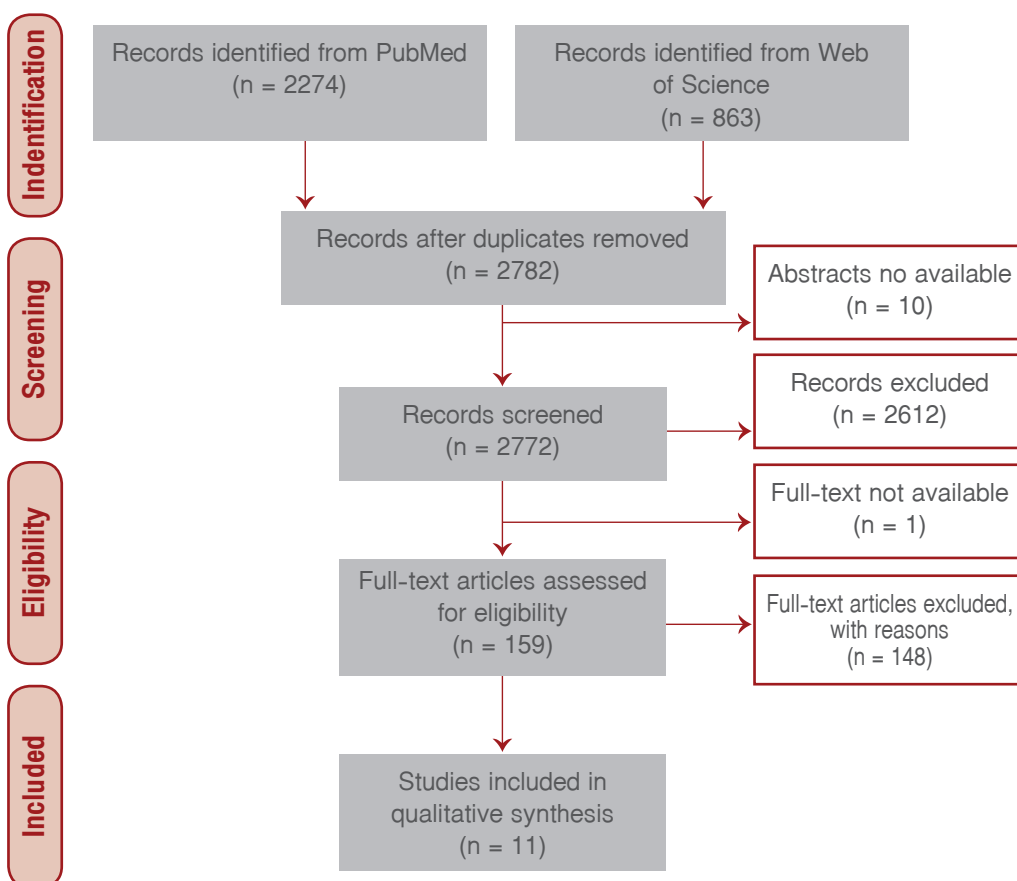 Indentification
Records identified from PubMed
(n = 2274)
Records identified from Web
of Science
(n = 863)
Records after duplicates removed
(n = 2782)
Screening
Abstracts no available
(n = 10)
Records screened
(n = 2772)
Records excluded
(n = 2612)
Eligibility
Full-text not available
(n = 1)
Full-text articles assessed
for eligibility
(n = 159)
Full-text articles excluded,
with reasons
(n = 148)
Included
Studies included in
qualitative synthesis
(n = 11)